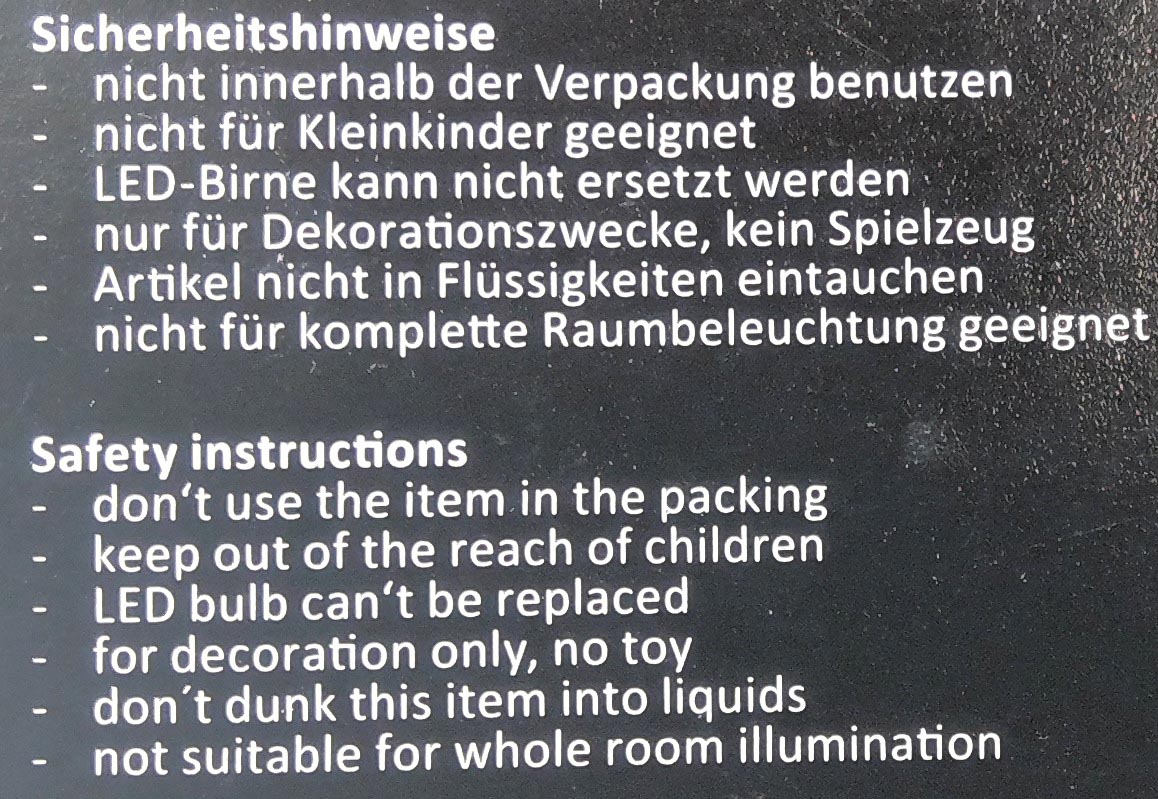 Sicherheitshinweise
- nicht innerhalb der Verpackung benutzen
- nicht für Kleinkinder geeignet
- LED-Birne kann nicht ersetzt werden
- nur für Dekorationszwecke, kein Spielzeug
- Artikel nicht in Flüssigkeiten eintauchen
- nicht für komplette Raumbeleuchtung geeignet
Safety instructions
- don‘t use the item in the packing
- keep out of the reach of children
- LED bulb can‘t be replaced
- for decoration only, no toy
- don´t dunk this item into liquids
- not suitable for whole room illumination